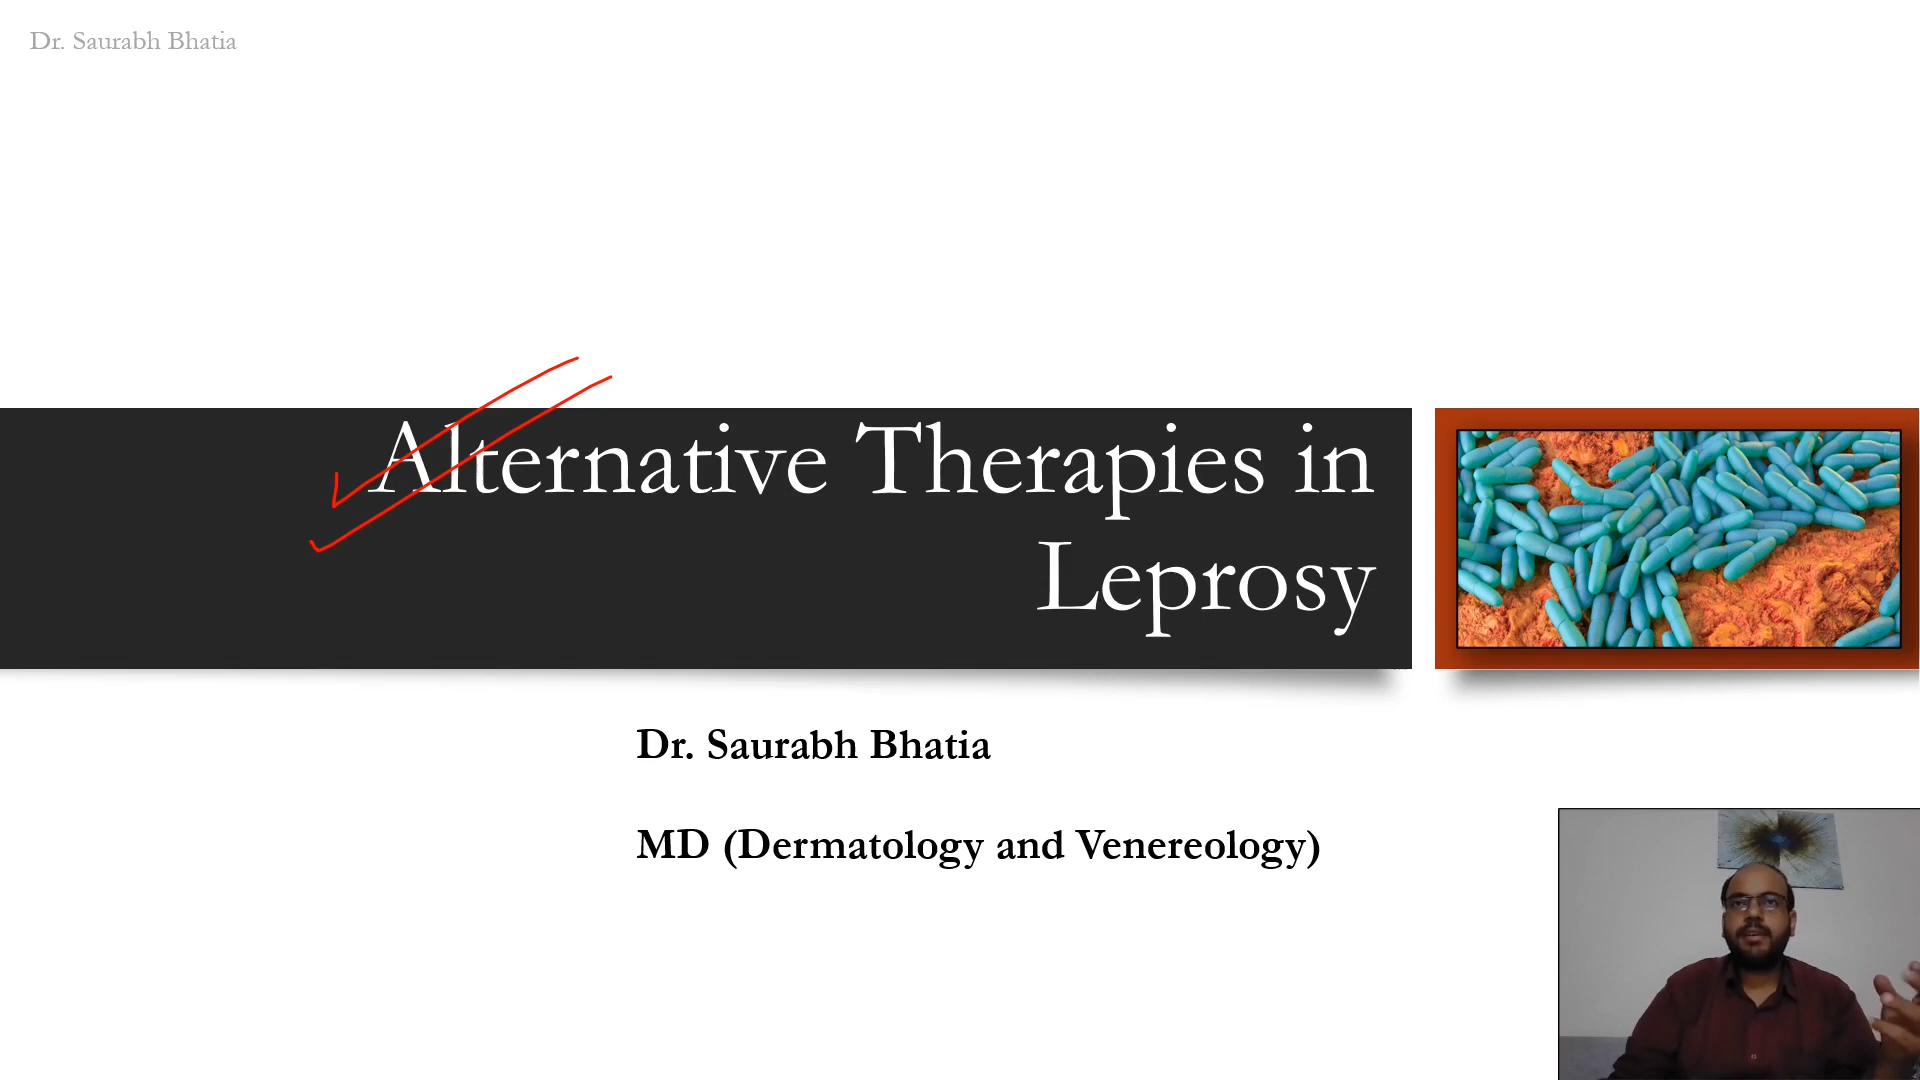 Dr. Saurabh Bhatia
Alternative Therapies in
Leprosy
Dr. Saurabh Bhatia
MD (Dermatology and Venereology)